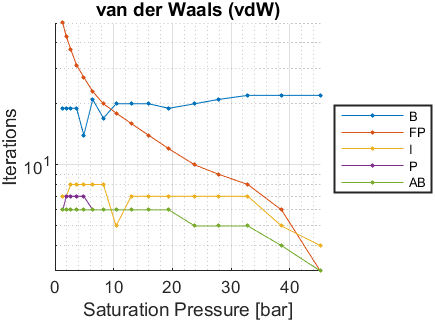 van der Waals (vdW)
Iterations
10¹
0
10
20
30
40
Saturation Pressure [bar]
B
FP
I
P
AB